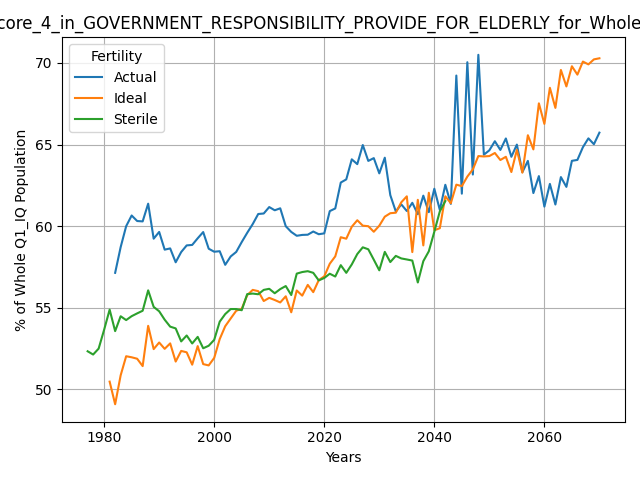 core_4_in_GOVERNMENT_RESPONSIBILITY_PROVIDE_FOR_ELDERLY_for_Whole
Fertility
Actual
Ideal
Sterile
% of Whole Q1_IQ Population
70
65
60
55
50
1980
2000
2020
2040
2060
Years